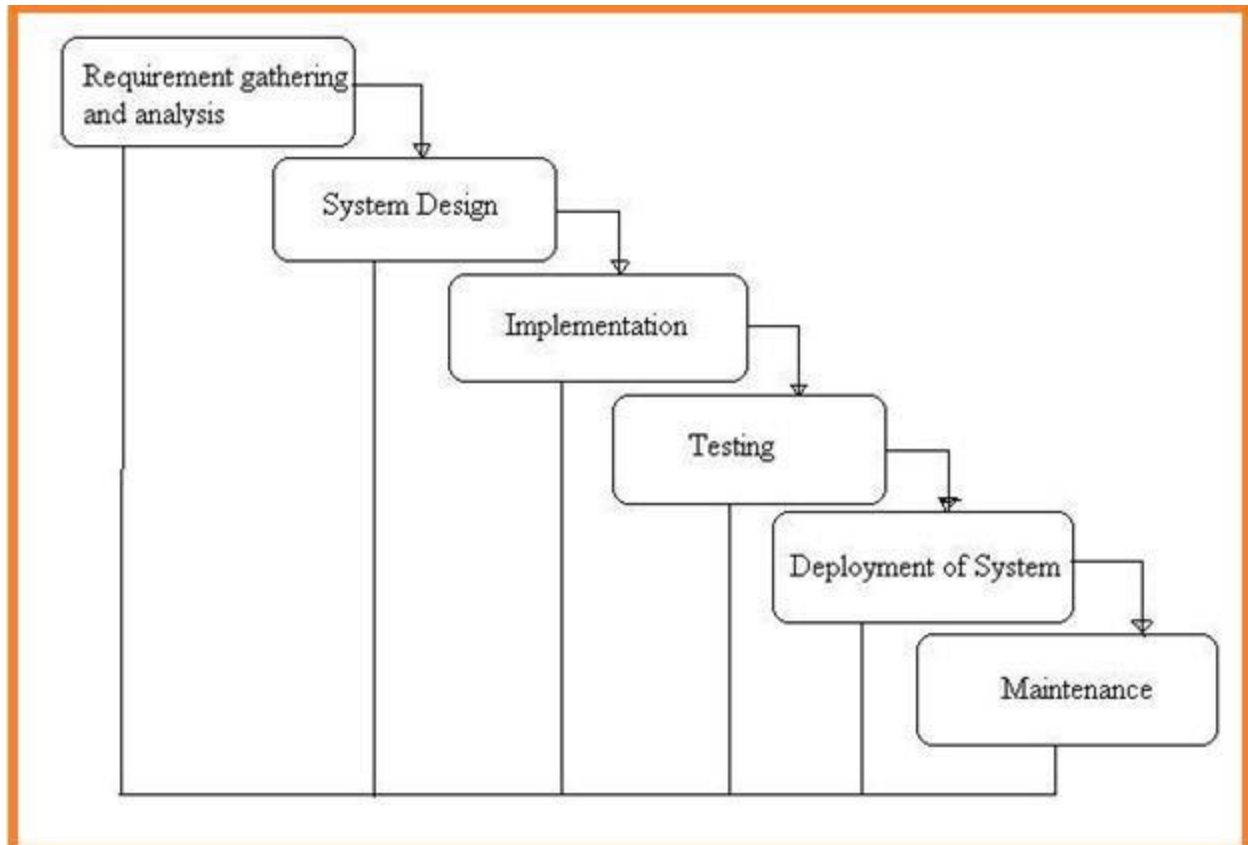 Requirement gathering
and analysis
System Design
Implementation
Testing
Deployment of System
Maintenance